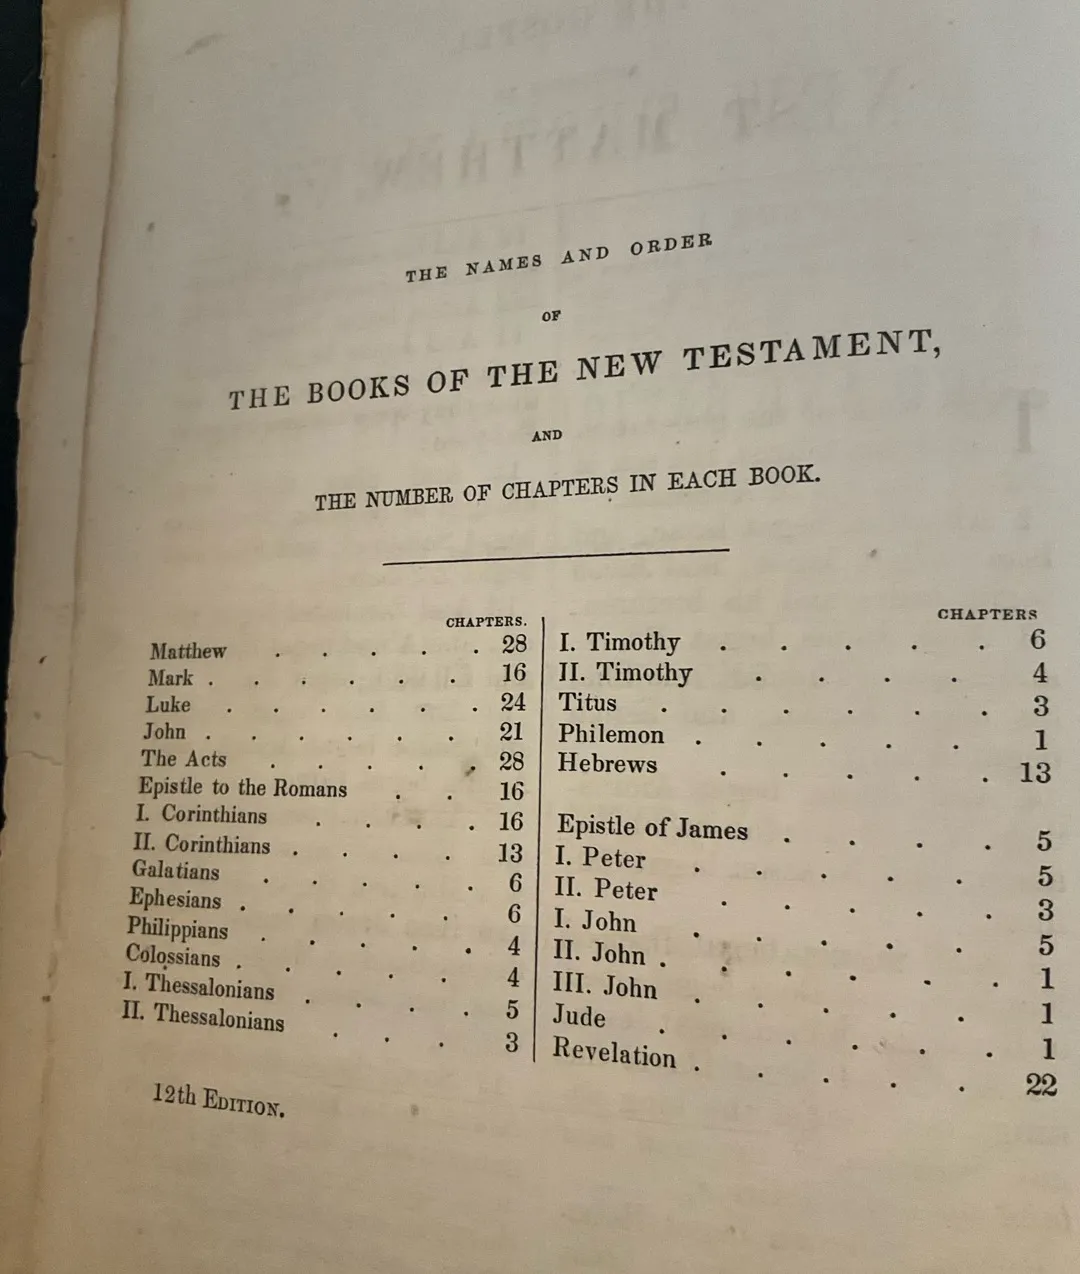 THE NAMES AND ORDER
OF
THE BOOKS OF THE NEW TESTAMENT,
AND
THE NUMBER OF CHAPTERS IN EACH BOOK.
CHAPTERS.
Matthew . . . . . 28
Mark . . . . . . 16
Luke . . . . . . 24
John . . . . . . 21
The Acts . . . . . 28
Epistle to the Romans . . 16
I. Corinthians . . . . 16
II. Corinthians . . . . 13
Galatians . . . . . 6
Ephesians . . . . . 6
Philippians . . . . . 4
Colossians . . . . . 4
I. Thessalonians . . . . 5
II. Thessalonians . . . 3
CHAPTERS
I. Timothy . . . . . 6
II. Timothy . . . . 4
Titus . . . . . . 3
Philemon . . . . . 1
Hebrews . . . . . 13
Epistle of James . . . . 5
I. Peter . . . . . 5
II. Peter . . . . . 3
I. John . . . . . 5
II. John . . . . . . 1
III. John . . . . . 1
Jude . . . . . . 1
Revelation . . . . . 22
12th EDITION.